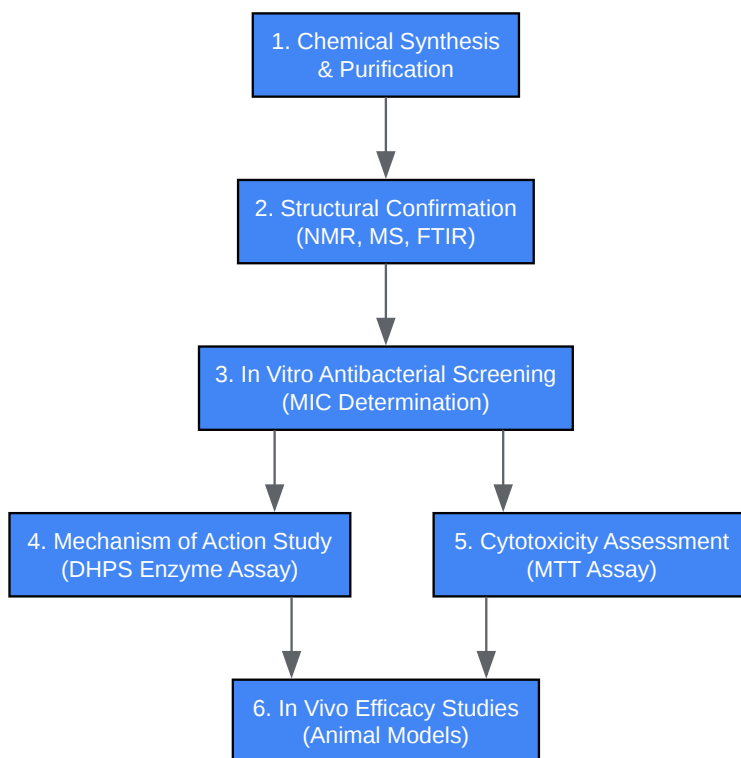 1. Chemical Synthesis
& Purification
2. Structural Confirmation
(NMR, MS, FTIR)
3. In Vitro Antibacterial Screening
(MIC Determination)
4. Mechanism of Action Study
(DHPS Enzyme Assay)
5. Cytotoxicity Assessment
(MTT Assay)
6. In Vivo Efficacy Studies
(Animal Models)